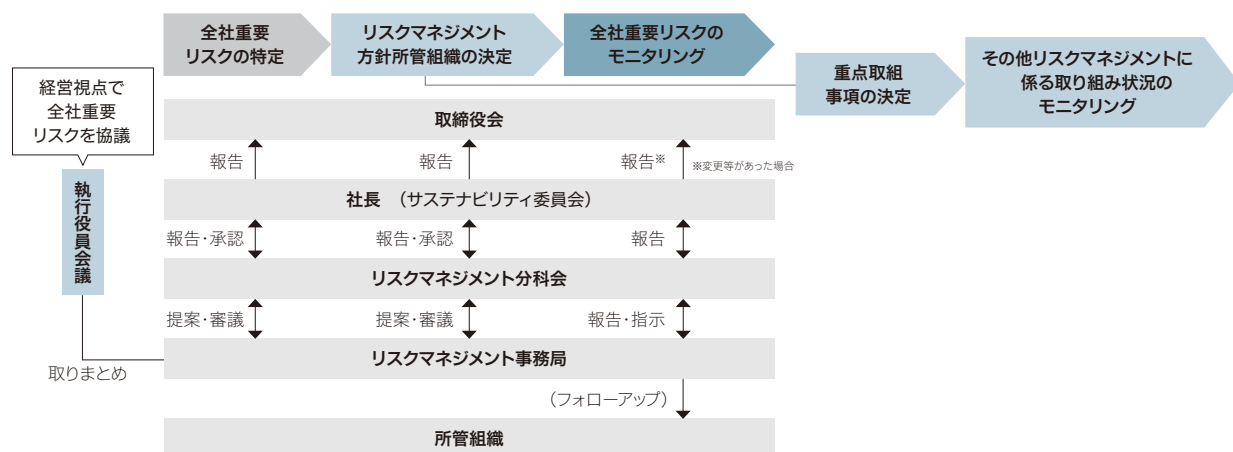 全社重要
リスクの特定
リスクマネジメント
方針所管組織の決定
全社重要リスクの
モニタリング
重点取組
事項の決定
その他リスクマネジメントに
係る取り組み状況の
モニタリング
経営視点で
全社重要
リスクを協議
執行役員会議
取りまとめ
取締役会
報告
報告
報告※
※変更等があった場合
社長 （サステナビリティ委員会）
報告・承認
報告・承認
報告
リスクマネジメント分科会
提案・審議
提案・審議
報告・指示
リスクマネジメント事務局
（フォローアップ）
所管組織